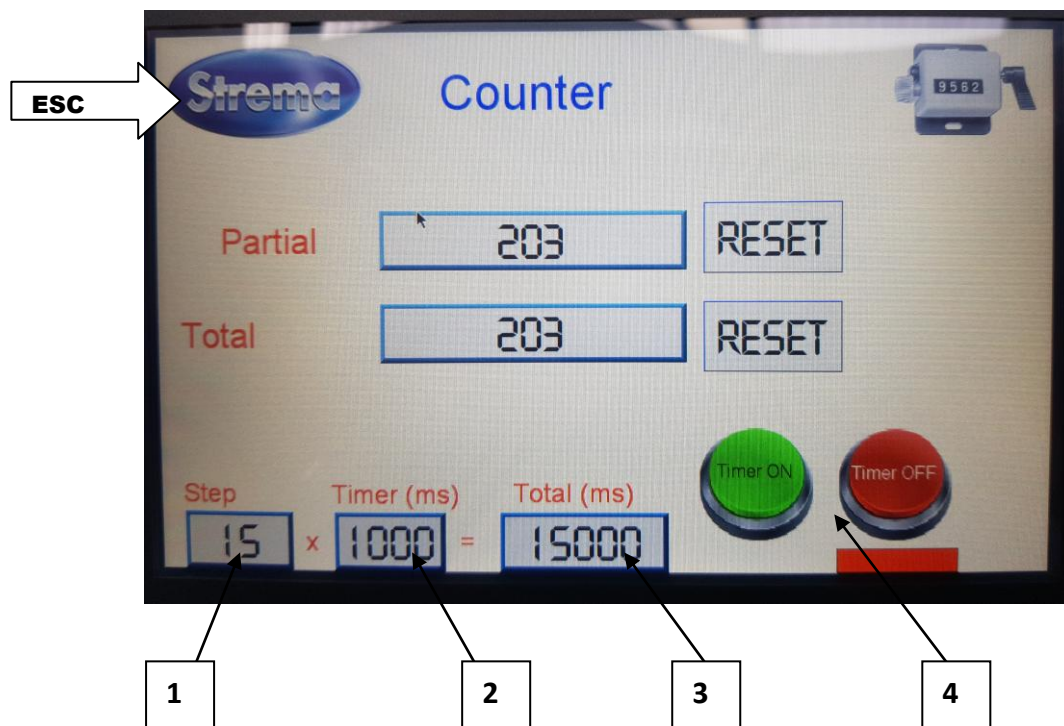 Strema
Counter
9562
ESC
Partial 203 RESET
Total 203 RESET
Timer ON Timer OFF
Step Timer (ms) Total (ms)
15 x 1000 = 15000
1 2 3 4